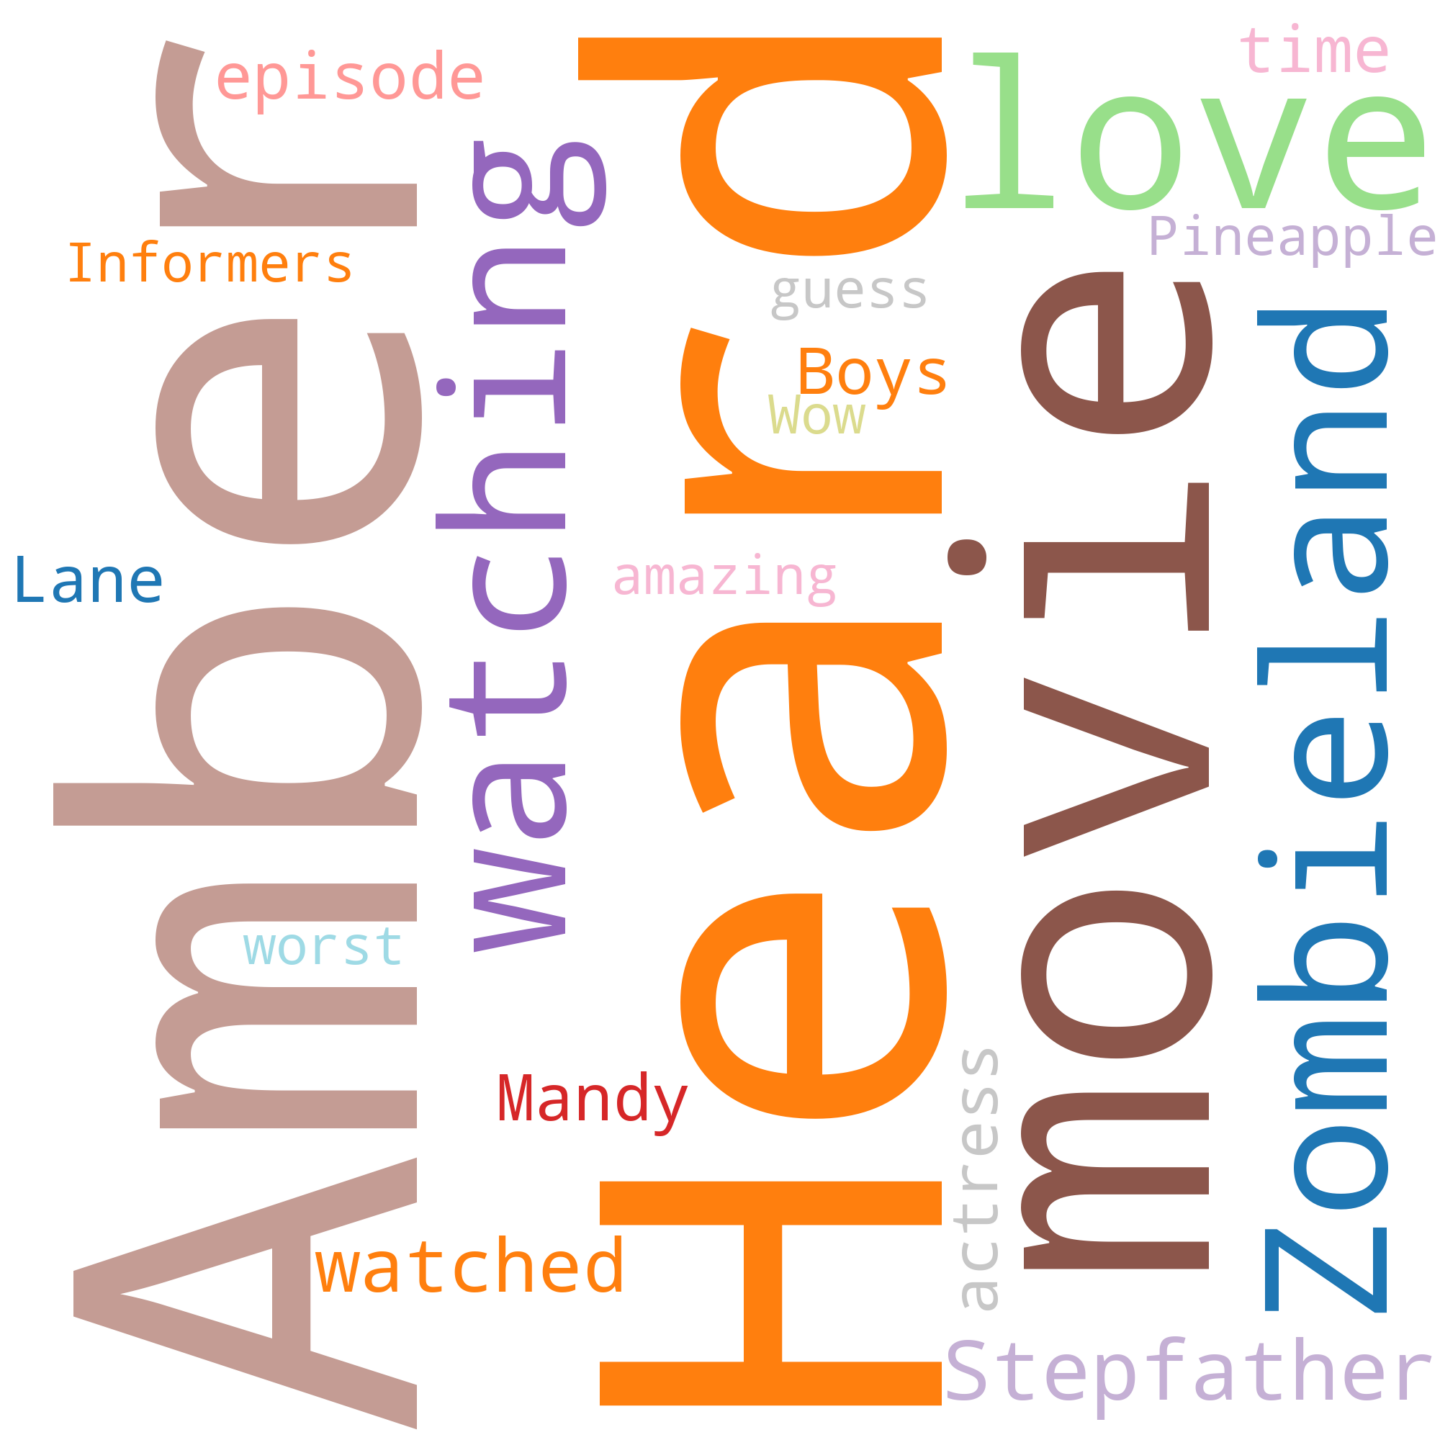 Amber
episode
Informers
Lane
worst
watched
watching
Mandy
Heard
guess
Boys
Wow
amazing
love
time
Pineapple
movie
actress
Zombieland
Stepfather